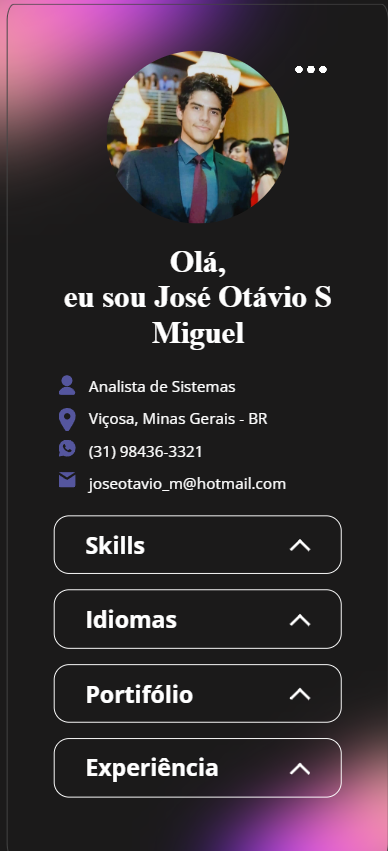 Olá,
eu sou José Otávio S
Miguel
Analista de Sistemas
Viçosa, Minas Gerais - BR
(31) 98436-3321
joseotavio_m@hotmail.com
Skills
Idiomas
Portifólio
Experiência